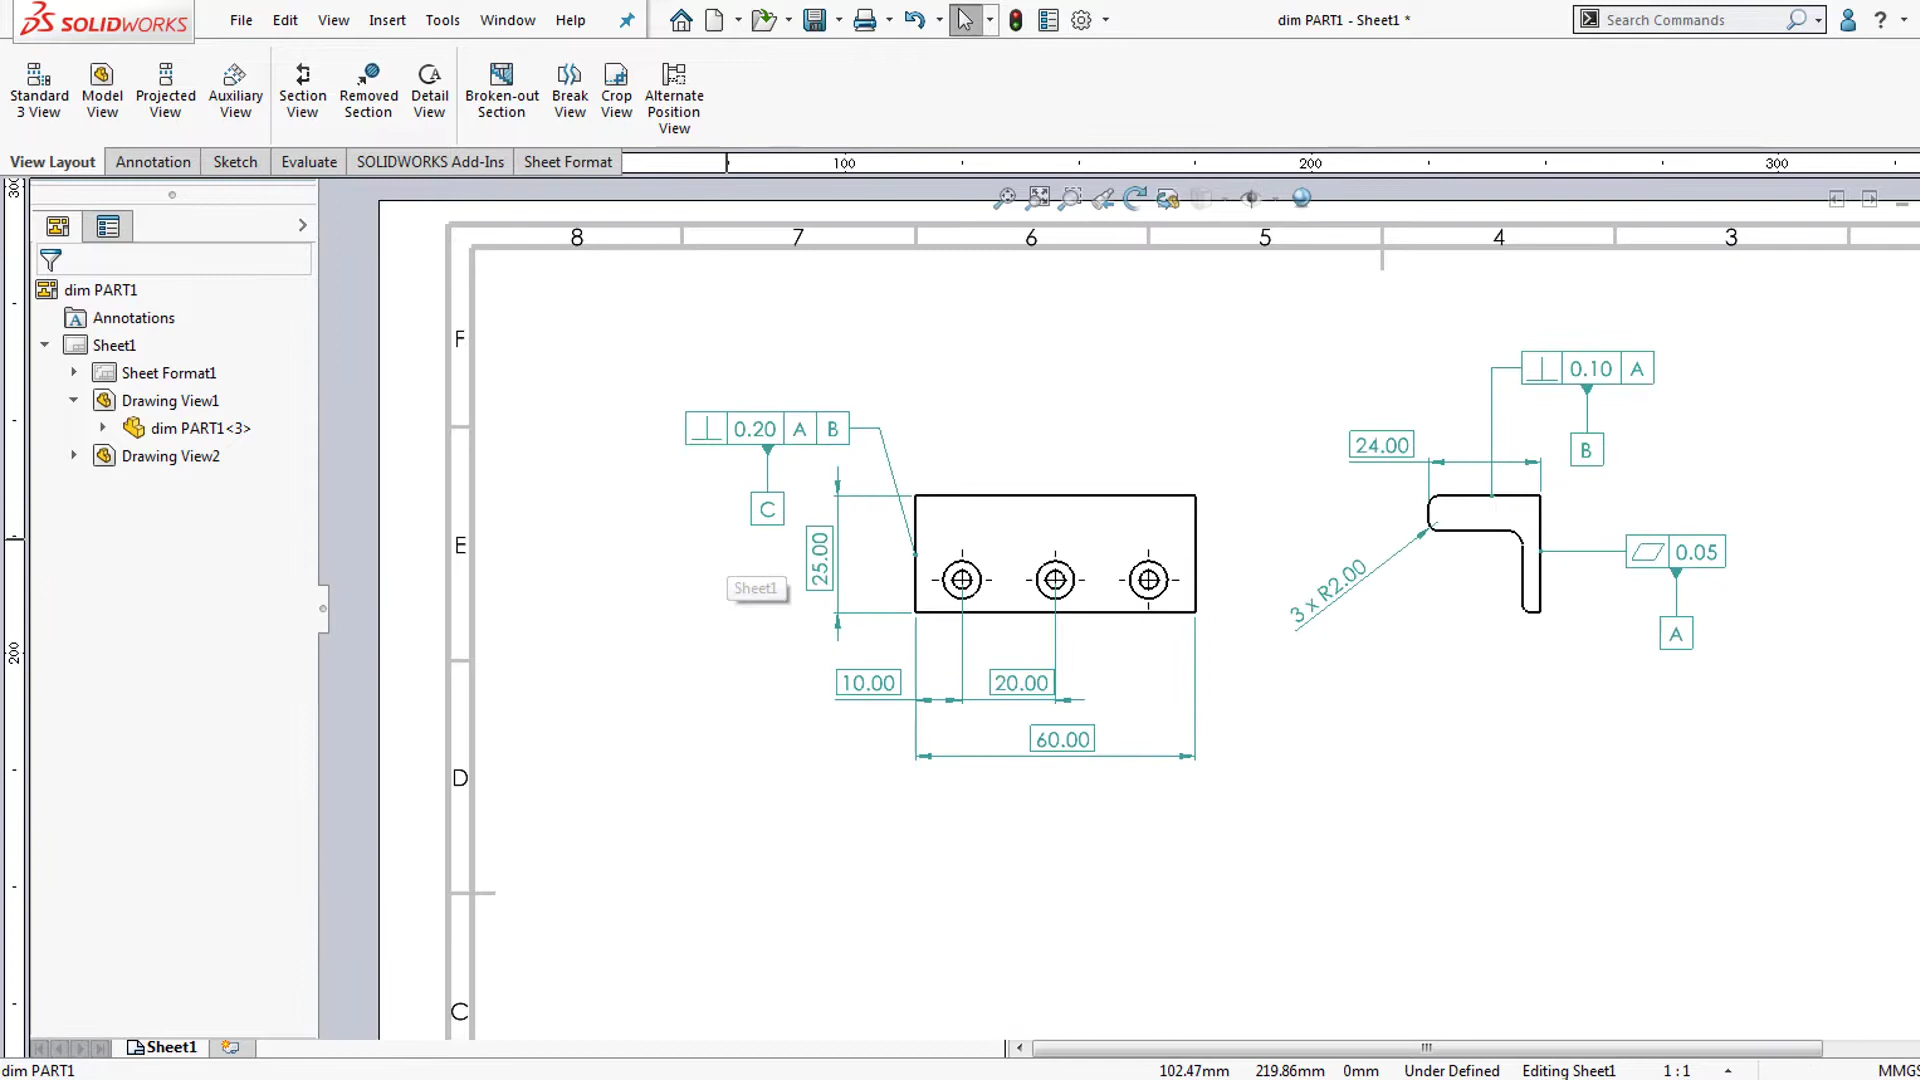 SOLIDWORKS
File Edit View Insert Tools Window Help
dim PART1 - Sheet1 *
Search Commands
?
Standard 3 View
Model View
Projected View
Auxiliary View
Section View
Removed Section
Detail View
Broken-out Section
Break View
Crop View
Alternate Position View
View Layout Annotation Sketch Evaluate SOLIDWORKS Add-Ins Sheet Format
100 200 300
300
200
dim PART1
Annotations
Sheet1
Sheet Format1
Drawing View1
dim PART1<3>
Drawing View2
8 7 6 5 4 3
F
E
D
C
0.10 A
B
0.20 A B
C
24.00
25.00
Sheet1
3 x R2.00
0.05
A
10.00
20.00
60.00
Sheet1
dim PART1
102.47mm 219.86mm 0mm Under Defined Editing Sheet1 1 : 1 MMGS